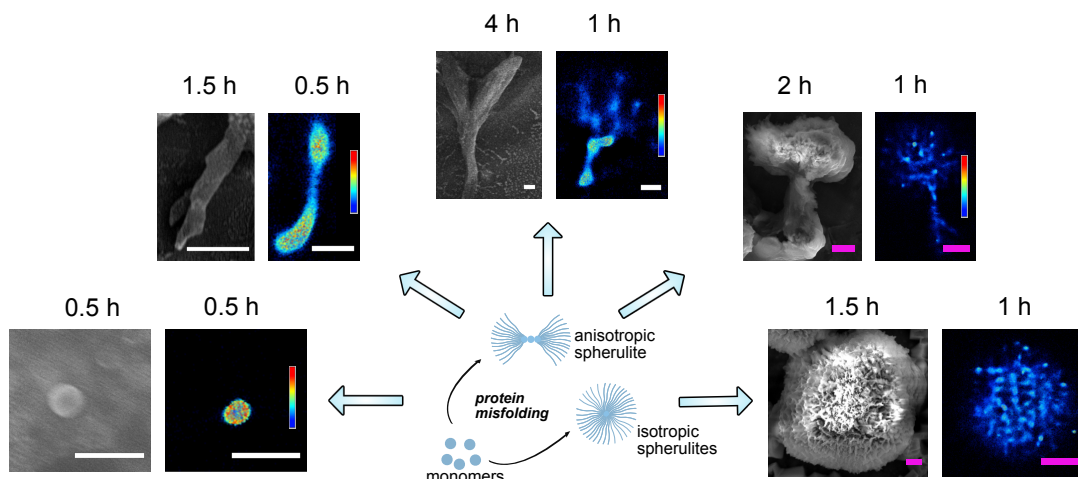 4 h
1 h
1.5 h
0.5 h
2 h
1 h
0.5 h
0.5 h
1.5 h
1 h
anisotropic
spherulite
protein
misfolding
isotropic
spherulites
monomers